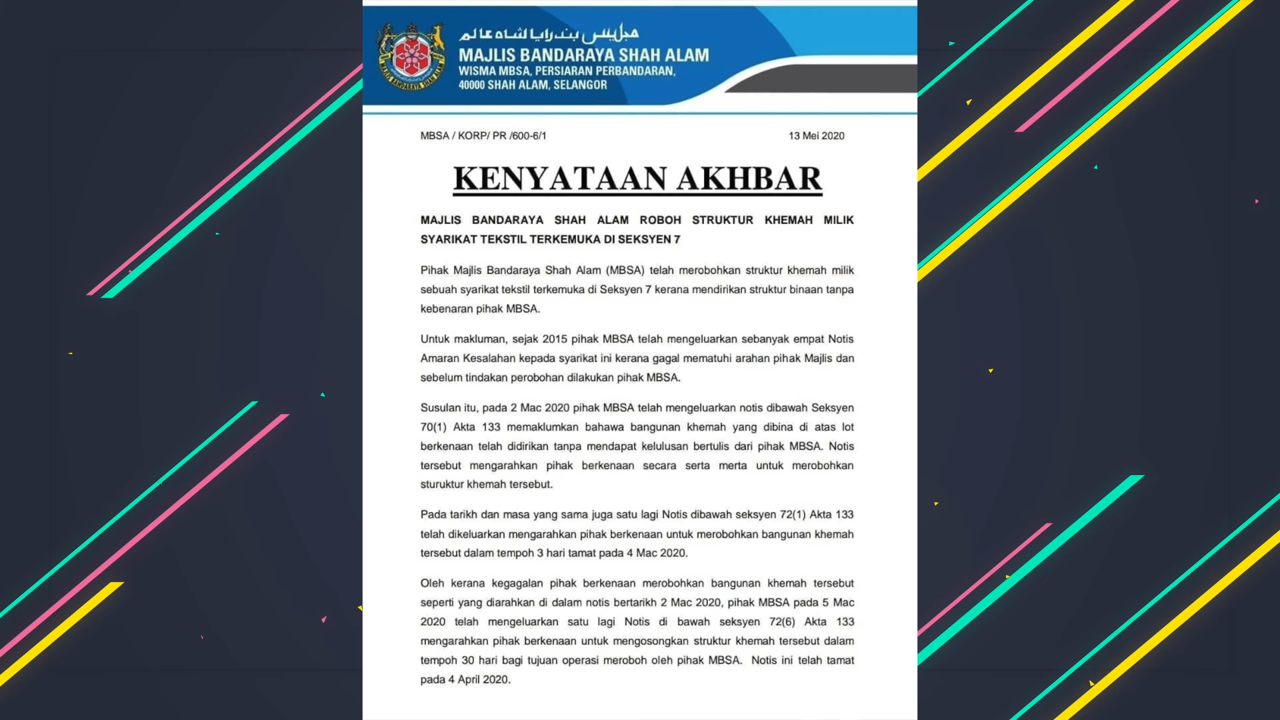 مجليس بندارايا شاه عالم
MAJLIS BANDARAYA SHAH ALAM
WISMA MBSA, PERSIARAN PERBANDARAN,
40000 SHAH ALAM, SELANGOR
MBSA / KORP/ PR /600-6/1 13 Mei 2020
KENYATAAN AKHBAR
MAJLIS BANDARAYA SHAH ALAM ROBOH STRUKTUR KHEMAH MILIK
SYARIKAT TEKSTIL TERKEMUKA DI SEKSYEN 7
Pihak Majlis Bandaraya Shah Alam (MBSA) telah merobohkan struktur khemah milik
sebuah syarikat tekstil terkemuka di Seksyen 7 kerana mendirikan struktur binaan tanpa
kebenaran pihak MBSA.
Untuk makluman, sejak 2015 pihak MBSA telah mengeluarkan sebanyak empat Notis
Amaran Kesalahan kepada syarikat ini kerana gagal mematuhi arahan pihak Majlis dan
sebelum tindakan perobohan dilakukan pihak MBSA.
Susulan itu, pada 2 Mac 2020 pihak MBSA telah mengeluarkan notis dibawah Seksyen
70(1) Akta 133 memaklumkan bahawa bangunan khemah yang dibina di atas lot
berkenaan telah didirikan tanpa mendapat kelulusan bertulis dari pihak MBSA. Notis
tersebut mengarahkan pihak berkenaan secara serta merta untuk merobohkan
sturuktur khemah tersebut.
Pada tarikh dan masa yang sama juga satu lagi Notis dibawah seksyen 72(1) Akta 133
telah dikeluarkan mengarahkan pihak berkenaan untuk merobohkan bangunan khemah
tersebut dalam tempoh 3 hari tamat pada 4 Mac 2020.
Oleh kerana kegagalan pihak berkenaan merobohkan bangunan khemah tersebut
seperti yang diarahkan di dalam notis bertarikh 2 Mac 2020, pihak MBSA pada 5 Mac
2020 telah mengeluarkan satu lagi Notis di bawah seksyen 72(6) Akta 133
mengarahkan pihak berkenaan untuk mengosongkan struktur khemah tersebut dalam
tempoh 30 hari bagi tujuan operasi meroboh oleh pihak MBSA. Notis ini telah tamat
pada 4 April 2020.